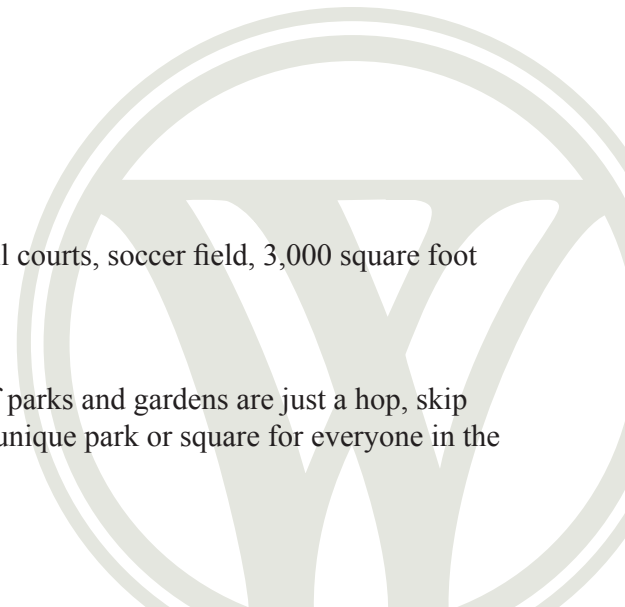 l courts, soccer field, 3,000 square foot
f parks and gardens are just a hop, skip
unique park or square for everyone in the
W